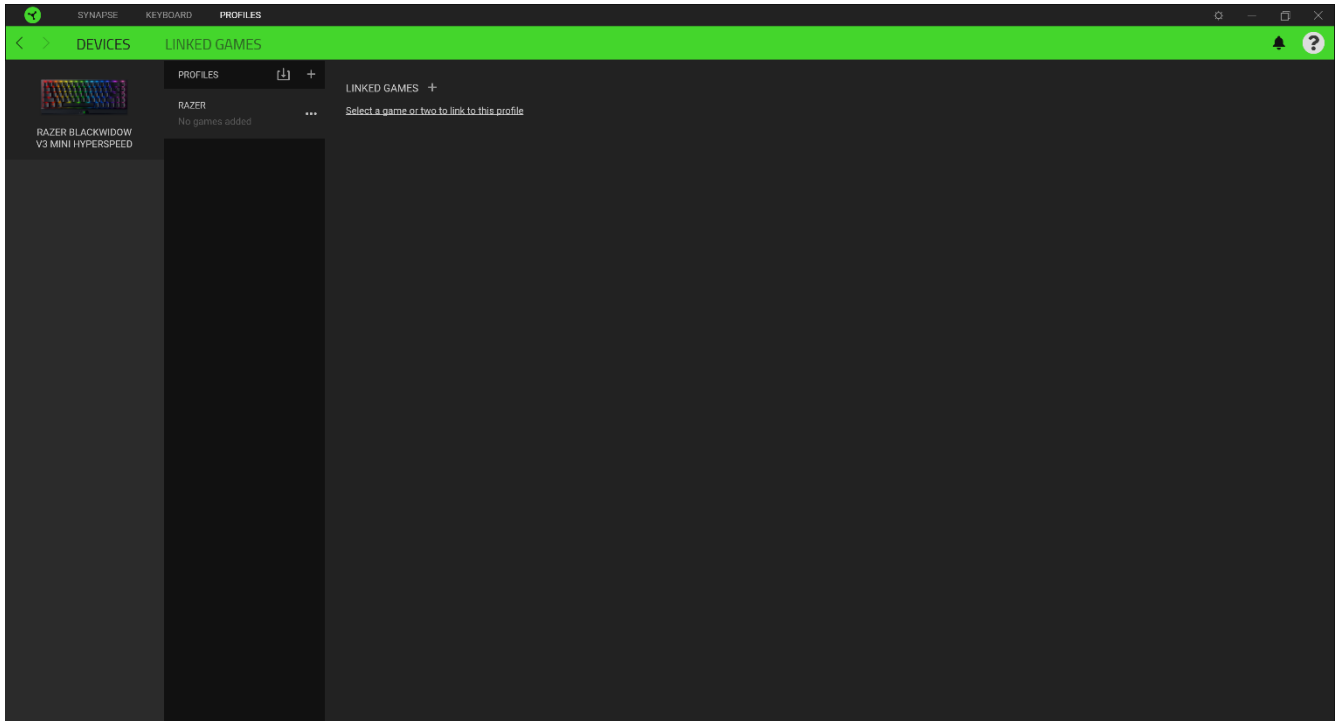 SYNAPSE KEYBOARD PROFILES
DEVICES LINKED GAMES
?
RAZER BLACKWIDOW
V3 MINI HYPERSPEED
PROFILES
RAZER
No games added
LINKED GAMES +
Select a game or two to link to this profile